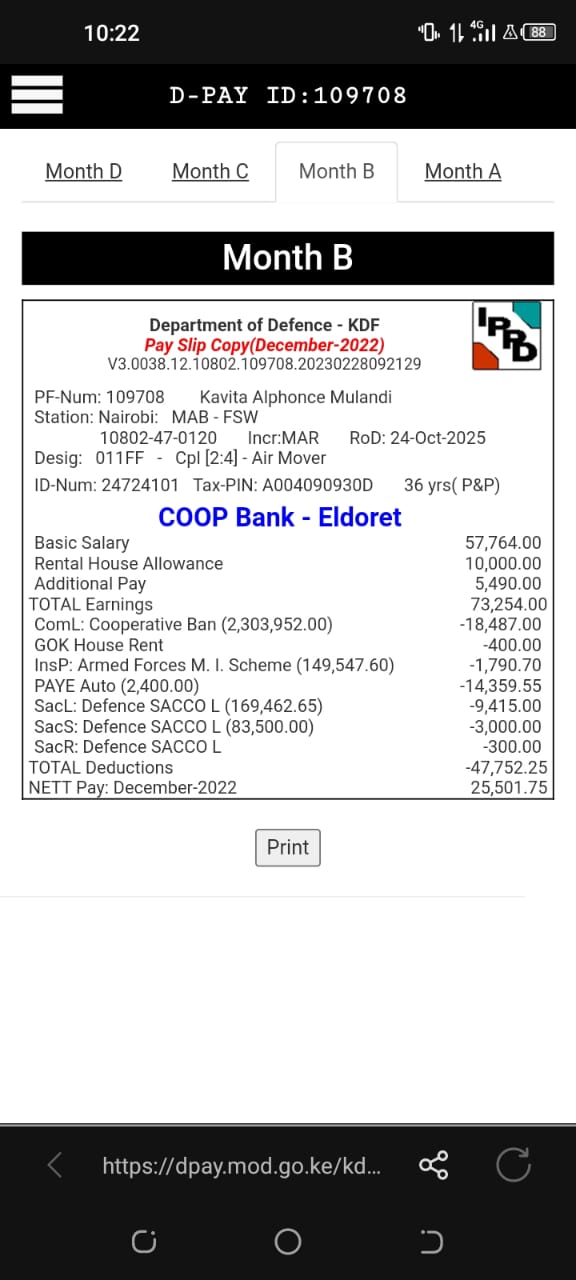 10:22
4G
88
D-PAY ID:109708
Month D Month C Month B Month A
Month B
IPPD
Department of Defence - KDF
Pay Slip Copy(December-2022)
V3.0038.12.10802.109708.20230228092129
PF-Num: 109708 Kavita Alphonce Mulandi
Station: Nairobi: MAB - FSW
10802-47-0120 Incr:MAR RoD: 24-Oct-2025
Desig: 011FF - Cpl [2:4] - Air Mover
ID-Num: 24724101 Tax-PIN: A004090930D 36 yrs( P&P)
COOP Bank - Eldoret
Basic Salary 57,764.00
Rental House Allowance 10,000.00
Additional Pay 5,490.00
TOTAL Earnings 73,254.00
ComL: Cooperative Ban (2,303,952.00) -18,487.00
GOK House Rent -400.00
InsP: Armed Forces M. I. Scheme (149,547.60) -1,790.70
PAYE Auto (2,400.00) -14,359.55
SacL: Defence SACCO L (169,462.65) -9,415.00
SacS: Defence SACCO L (83,500.00) -3,000.00
SacR: Defence SACCO L -300.00
TOTAL Deductions -47,752.25
NETT Pay: December-2022 25,501.75
Print
https://dpay.mod.go.ke/kd...